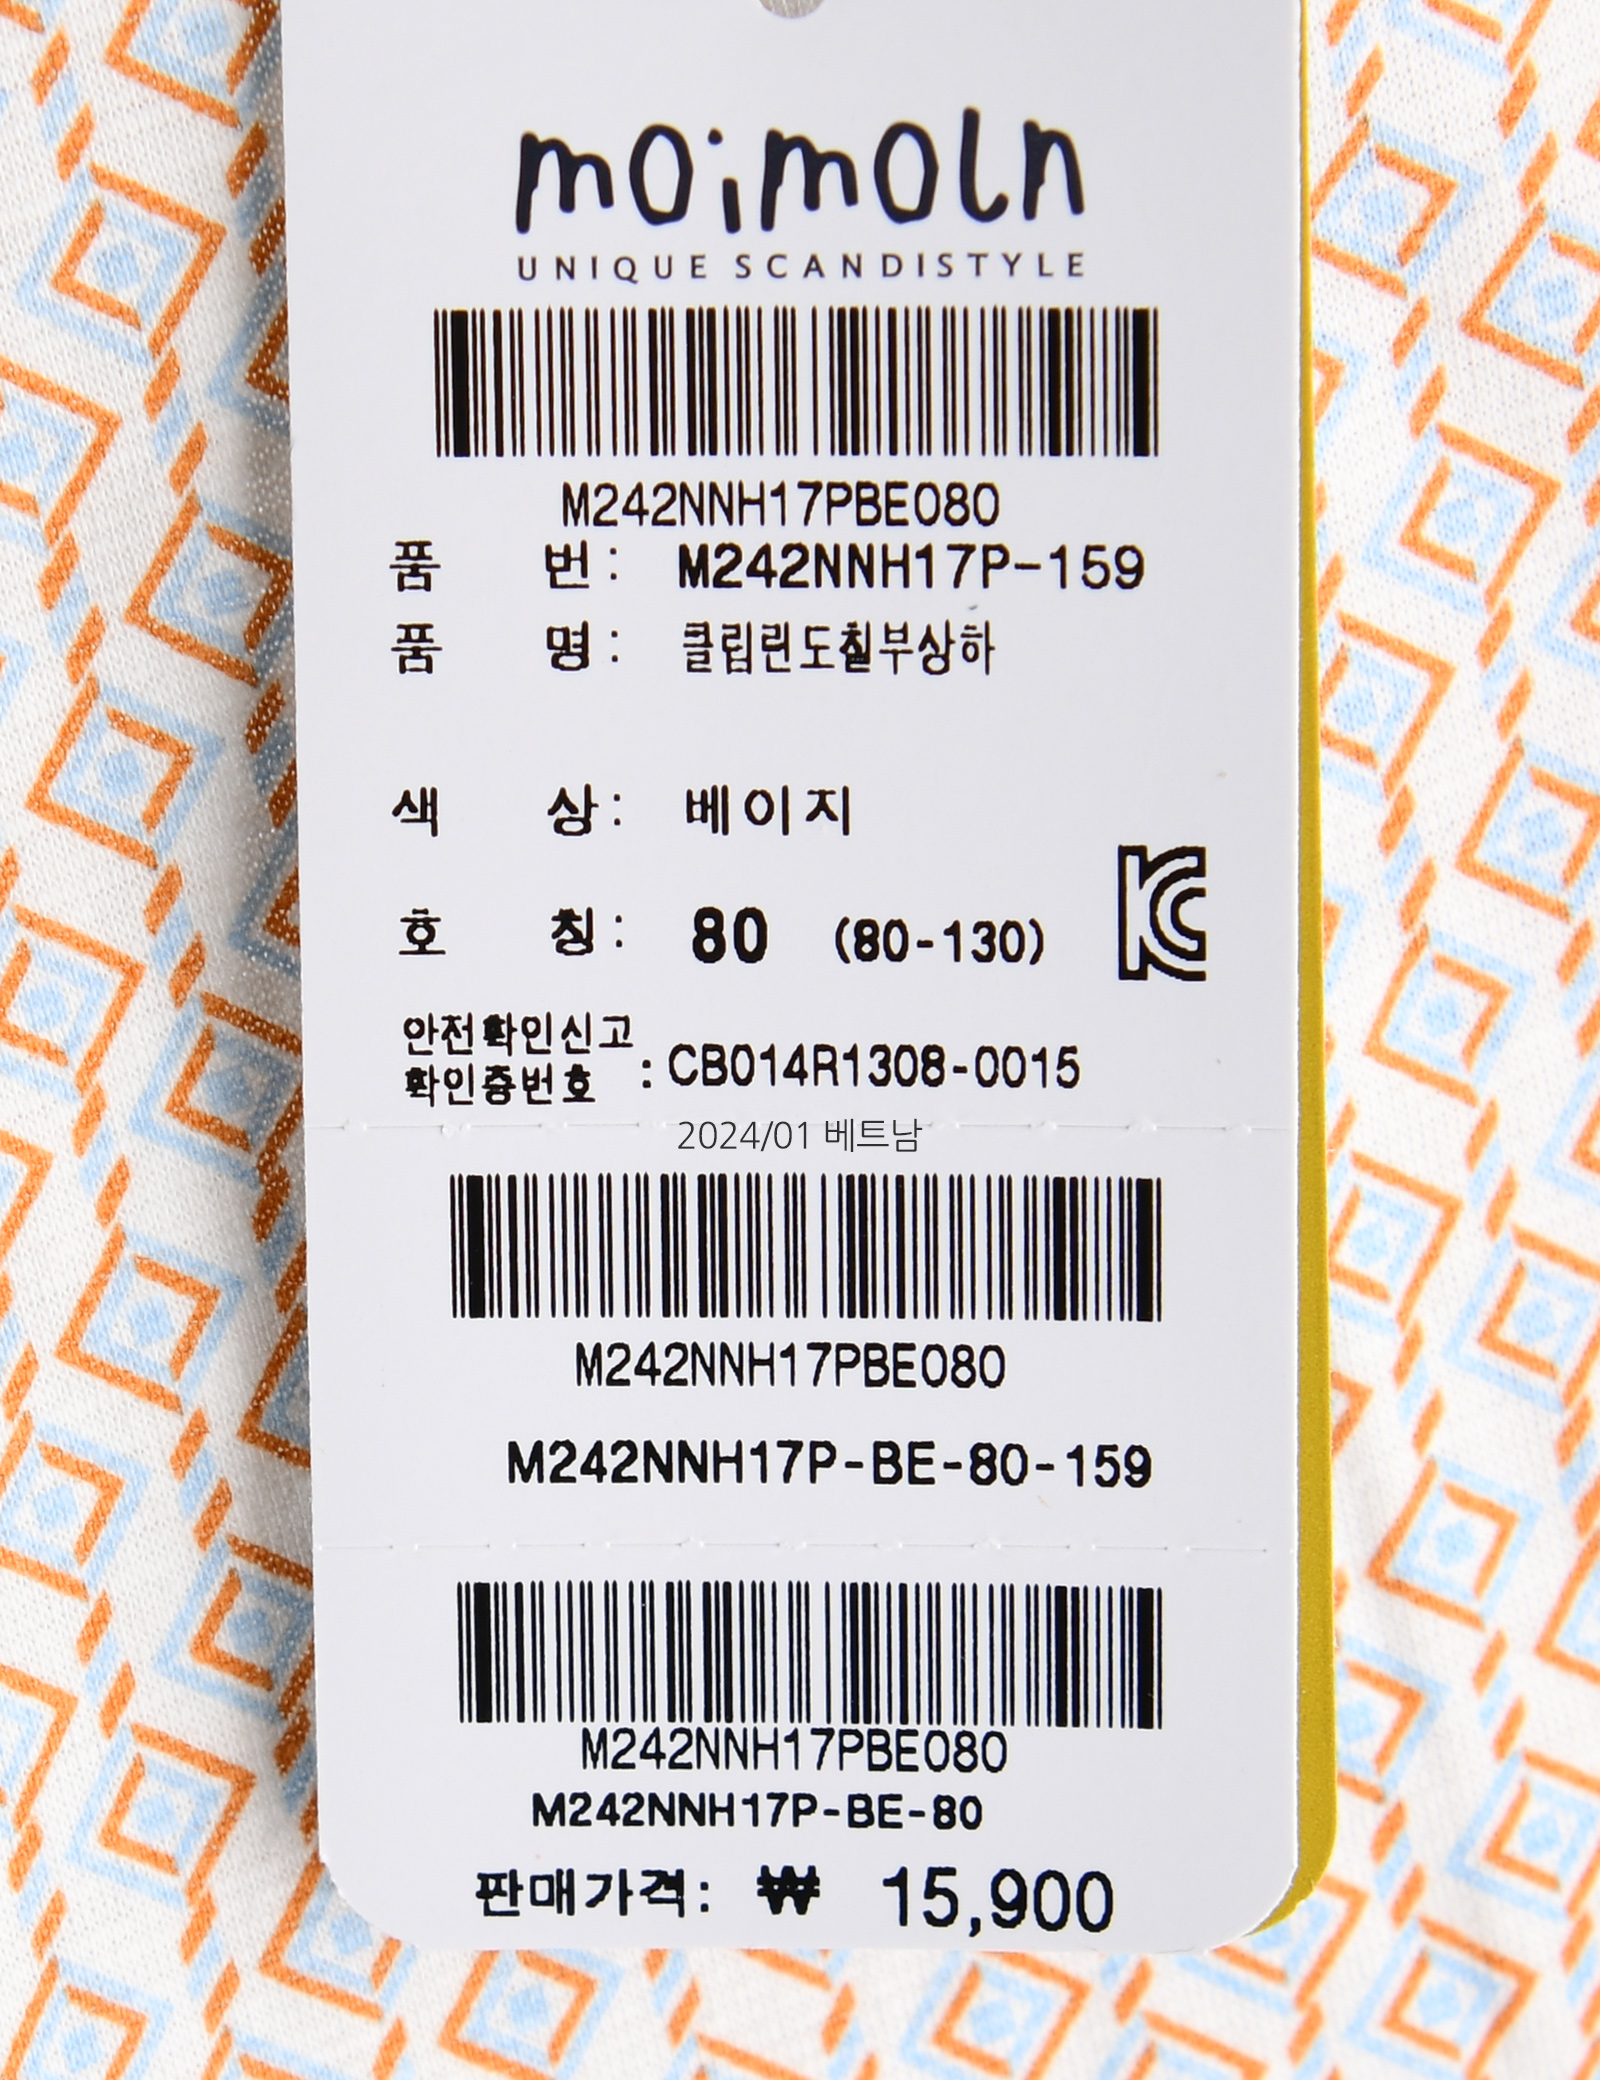 moimoln
UNIQUE SCANDISTYLE
M242NNH17PBE080
품 번 : M242NNH17P-159
품 명 : 클립린도칠부상하
색 상 : 베이지
호 칭 : 80 (80-130)
KC
안전확인신고
확인증번호 : CB014R1308-0015
2024/01 베트남
M242NNH17PBE080
M242NNH17P-BE-80-159
M242NNH17PBE080
M242NNH17P-BE-80
판매가격: ₩ 15,900